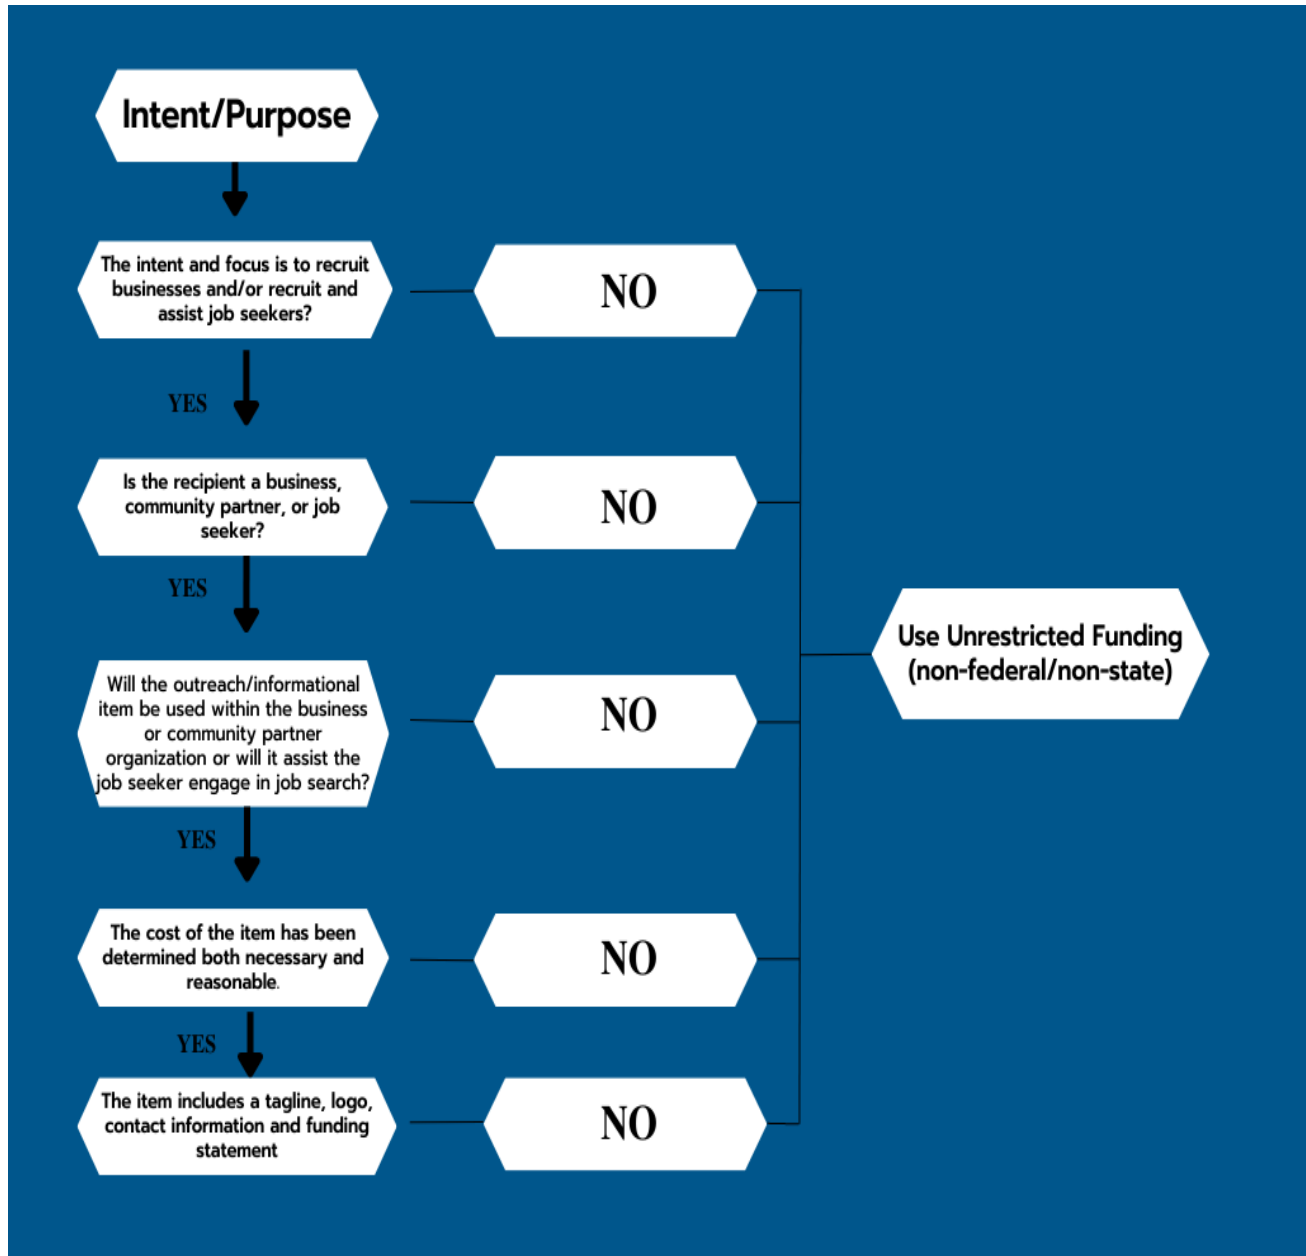 Intent/Purpose
The intent and focus is to recruit
businesses and/or recruit and
assist job seekers?
NO
YES
Is the recipient a business,
community partner, or job
seeker?
NO
YES
Use Unrestricted Funding
(non-federal/non-state)
Will the outreach/informational
item be used within the business
or community partner
organization or will it assist the
job seeker engage in job search?
NO
YES
The cost of the item has been
determined both necessary and
reasonable.
NO
YES
The item includes a tagline, logo,
contact information and funding
statement
NO